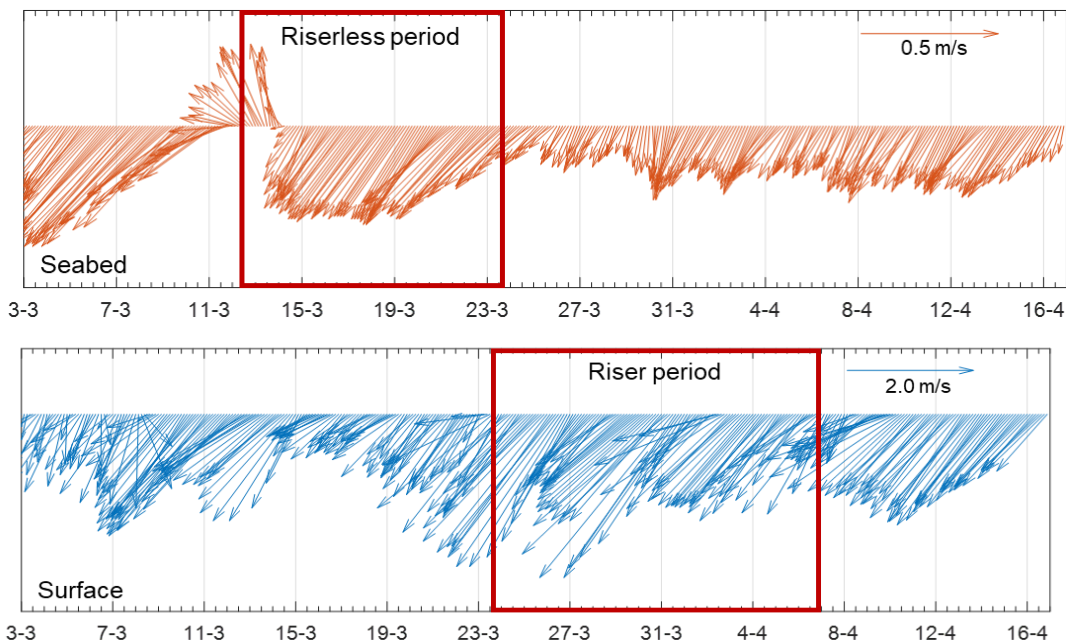 Riserless period
0.5 m/s
Seabed
3-3 7-3 11-3 15-3 19-3 23-3 27-3 31-3 4-4 8-4 12-4 16-4
Riser period
2.0 m/s
Surface
3-3 7-3 11-3 15-3 19-3 23-3 27-3 31-3 4-4 8-4 12-4 16-4